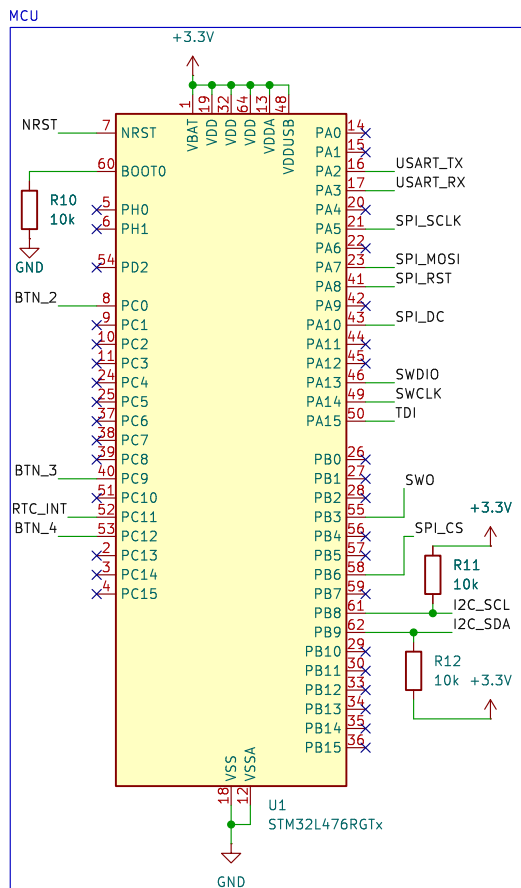 MCU
+3.3V
1 VBAT
19 VDD
32 VDD
64 VDD
13 VDDA
48 VDDUSB
NRST 7 NRST
60 BOOT0
R10
10k
GND
5 PH0
6 PH1
54 PD2
BTN_2 8 PC0
9 PC1
10 PC2
11 PC3
24 PC4
25 PC5
37 PC6
38 PC7
39 PC8
BTN_3 40 PC9
51 PC10
RTC_INT 52 PC11
BTN_4 53 PC12
2 PC13
3 PC14
4 PC15
PA0 14
PA1 15
PA2 16 USART_TX
PA3 17 USART_RX
PA4 20
PA5 21 SPI_SCLK
PA6 22
PA7 23 SPI_MOSI
PA8 41 SPI_RST
PA9 42
PA10 43 SPI_DC
PA11 44
PA12 45
PA13 46 SWDIO
PA14 49 SWCLK
PA15 50 TDI
PB0 26
PB1 27
PB2 28
PB3 55 SWO
PB4 56
PB5 57
PB6 58 SPI_CS
PB7 59
PB8 61 I2C_SCL
PB9 62 I2C_SDA
PB10 29
PB11 30
PB12 33
PB13 34
PB14 35
PB15 36
+3.3V
R11
10k
R12
10k
+3.3V
18 VSS
12 VSSA
U1
STM32L476RGTx
GND